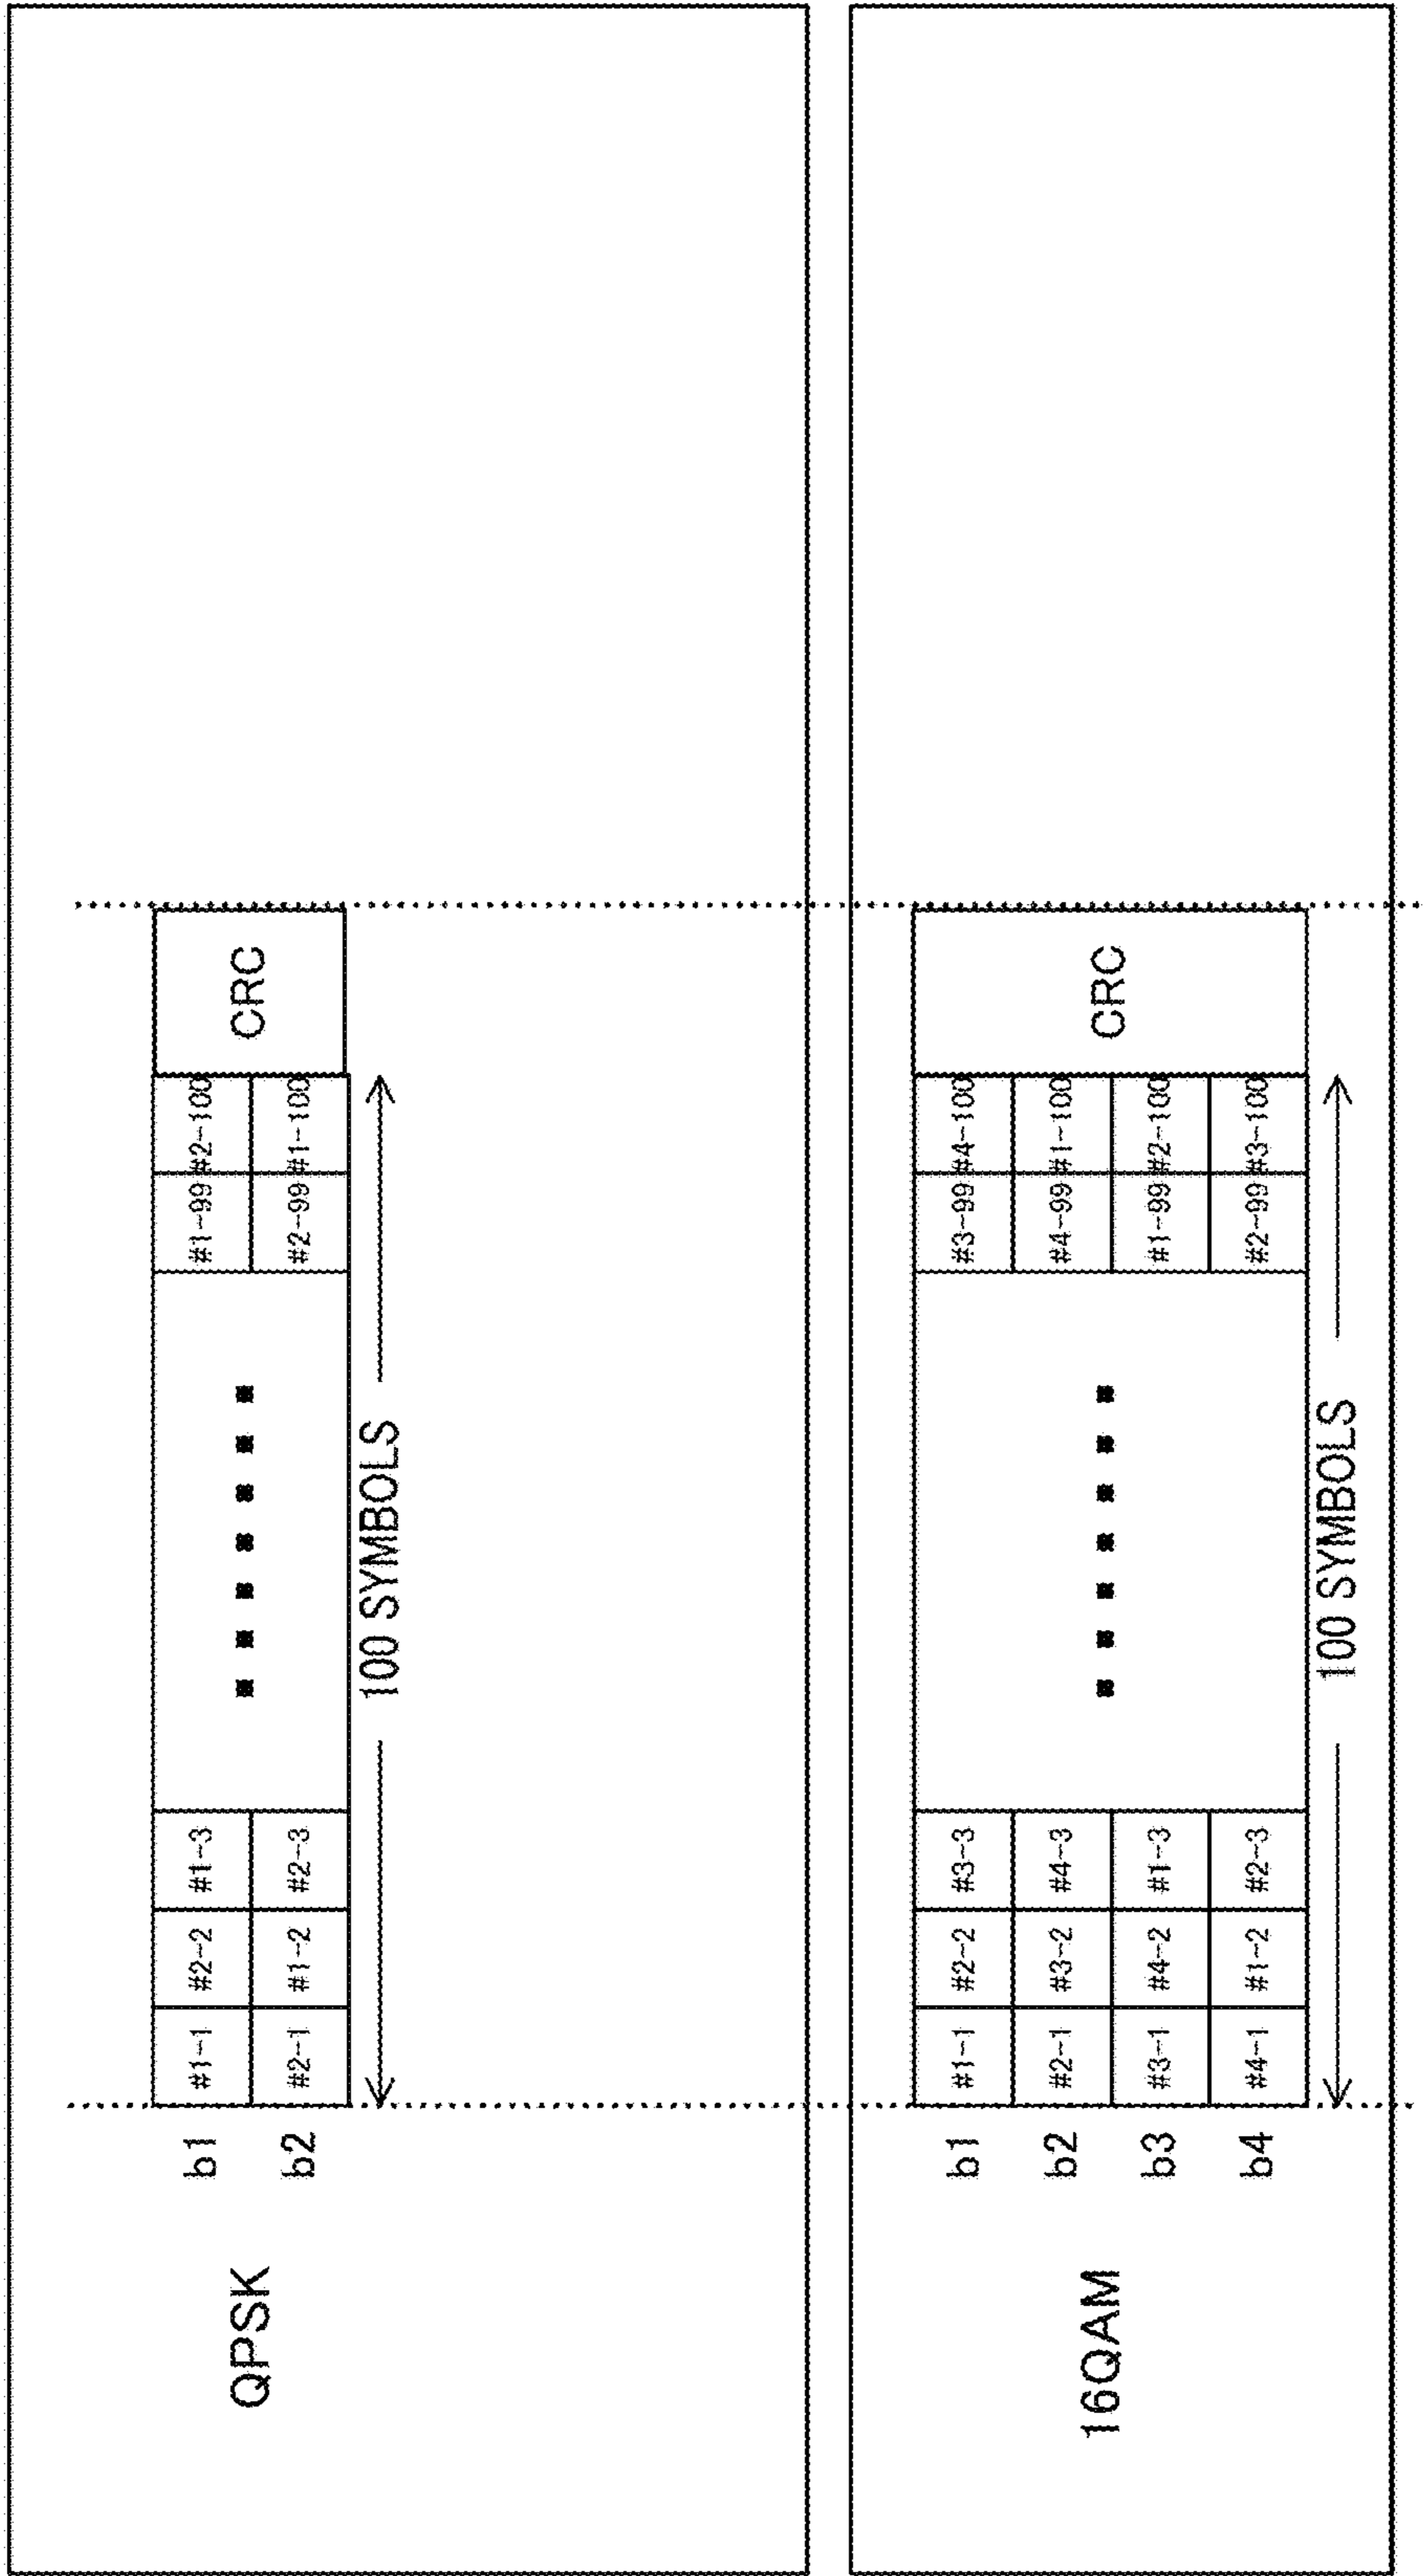 QPSK
b1 #1-1 #2-2 #1-3 #1-99 #2-100
b2 #2-1 #1-2 #2-3 #2-99 #1-100
CRC
100 SYMBOLS
16QAM
b1 #1-1 #2-2 #3-3 #3-99 #4-100
b2 #2-1 #3-2 #4-3 #4-99 #1-100
b3 #3-1 #4-2 #1-3 #1-99 #2-100
b4 #4-1 #1-2 #2-3 #2-99 #3-100
CRC
100 SYMBOLS